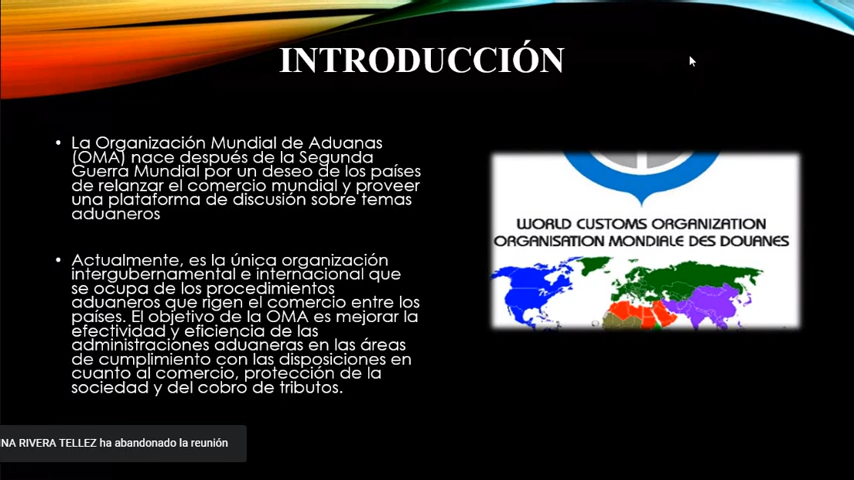 INTRODUCCIÓN
• La Organización Mundial de Aduanas
(OMA) nace después de la Segunda
Guerra Mundial por un deseo de los países
de relanzar el comercio mundial y proveer
una plataforma de discusión sobre temas
aduaneros
• Actualmente, es la única organización
intergubernamental e internacional que
se ocupa de los procedimientos
aduaneros que rigen el comercio entre los
países. El objetivo de la OMA es mejorar la
efectividad y eficiencia de las
administraciones aduaneras en las áreas
de cumplimiento con las disposiciones en
cuanto al comercio, protección de la
sociedad y del cobro de tributos.
WORLD CUSTOMS ORGANIZATION
ORGANISATION MONDIALE DES DOUANES
NA RIVERA TELLEZ ha abandonado la reunión